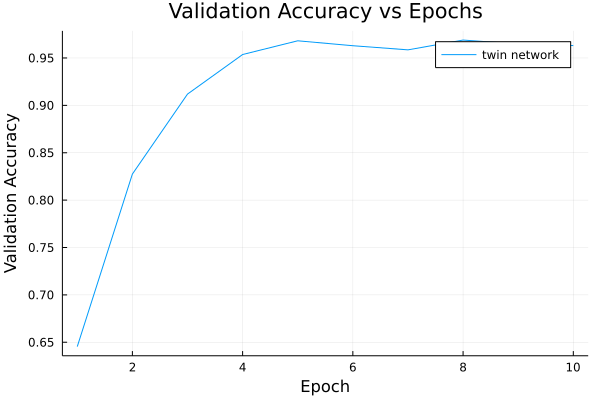 Validation Accuracy vs Epochs
twin network
Validation Accuracy
0.95
0.90
0.85
0.80
0.75
0.70
0.65
2 4 6 8 10
Epoch